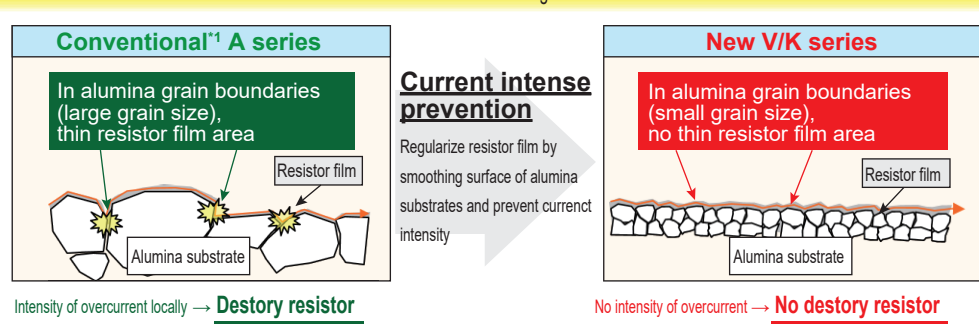 Conventional*1 A series
In alumina grain boundaries
(large grain size),
thin resistor film area
Resistor film
Alumina substrate
Intensity of overcurrent locally → Destory resistor
Current intense
prevention
Regularize resistor film by
smoothing surface of alumina
substrates and prevent currenct
intensity
New V/K series
In alumina grain boundaries
(small grain size),
no thin resistor film area
Resistor film
Alumina substrate
No intensity of overcurrent → No destory resistor